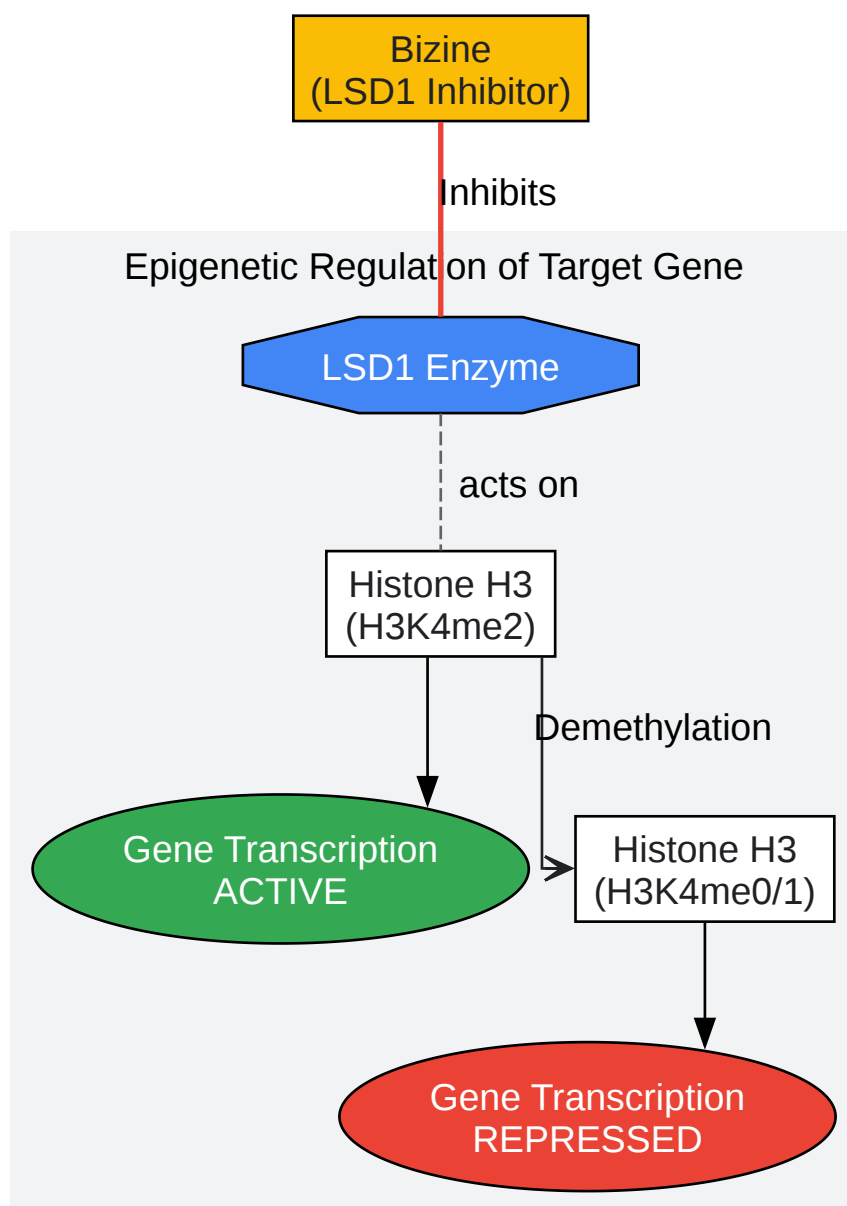 Bizine
(LSD1 Inhibitor)
Inhibits
Epigenetic Regulation of Target Gene
LSD1 Enzyme
acts on
Histone H3
(H3K4me2)
Demethylation
Gene Transcription
ACTIVE
Histone H3
(H3K4me0/1)
Gene Transcription
REPRESSED